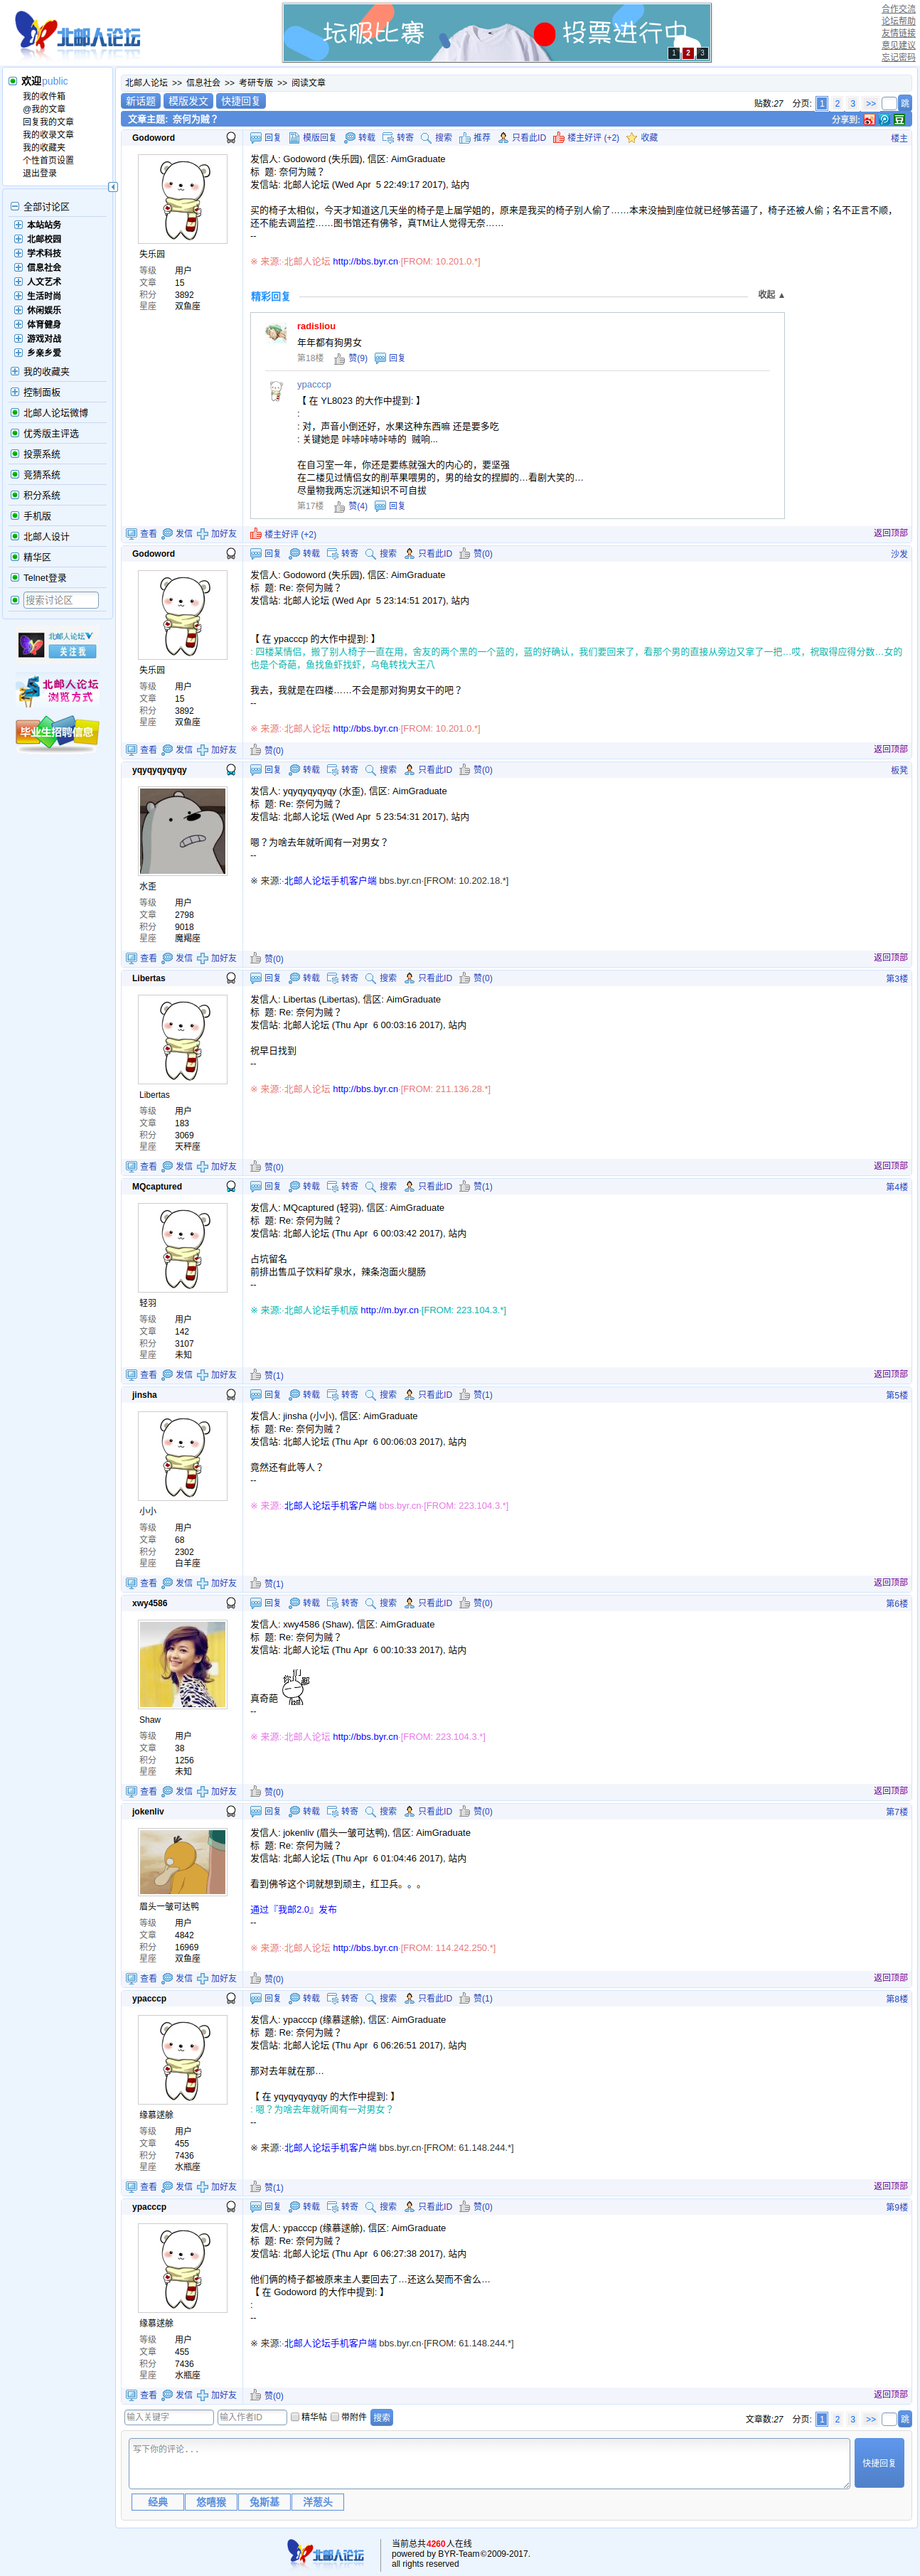 北邮人论坛
坛服比赛 投票进行中
1 2 3
合作交流
论坛帮助
友情链接
意见建议
忘记密码
欢迎public
我的收件箱
@我的文章
回复我的文章
我的收录文章
我的收藏夹
个性首页设置
退出登录
全部讨论区
本站站务
北邮校园
学术科技
信息社会
人文艺术
生活时尚
休闲娱乐
体育健身
游戏对战
乡亲乡爱
我的收藏夹
控制面板
北邮人论坛微博
优秀版主评选
投票系统
竞猜系统
积分系统
手机版
北邮人设计
精华区
Telnet登录
搜索讨论区
北邮人论坛
关注我
北邮人论坛
浏览方式
毕业生招聘信息
北邮人论坛 >> 信息社会 >> 考研专版 >> 阅读文章
新话题 模版发文 快捷回复
贴数:27 分页: 1 2 3 >> 跳
文章主题: 奈何为贼？
分享到: 豆
Godoword
回复 模版回复 转载 转寄 搜索 推荐 只看此ID 楼主好评 (+2) 收藏 楼主
失乐园
等级 用户
文章 15
积分 3892
星座 双鱼座
发信人: Godoword (失乐园), 信区: AimGraduate
标 题: 奈何为贼？
发信站: 北邮人论坛 (Wed Apr 5 22:49:17 2017), 站内
买的椅子太相似，今天才知道这几天坐的椅子是上届学姐的，原来是我买的椅子别人偷了……本来没抽到座位就已经够苦逼了，椅子还被人偷；名不正言不顺，
还不能去调监控……图书馆还有佛爷，真TM让人觉得无奈……
--
※ 来源:·北邮人论坛 http://bbs.byr.cn·[FROM: 10.201.0.*]
精彩回复 收起 ▲
radisliou
年年都有狗男女
第18楼 赞(9) 回复
ypacccp
【 在 YL8023 的大作中提到: 】
:
: 对，声音小倒还好，水果这种东西嘛 还是要多吃
: 关键她是 咔哧咔哧咔哧的 贼响...
在自习室一年，你还是要练就强大的内心的，要坚强
在二楼见过情侣女的削苹果喂男的，男的给女的捏脚的…看剧大笑的…
尽量物我两忘沉迷知识不可自拔
第17楼 赞(4) 回复
查看 发信 加好友 楼主好评 (+2) 返回顶部
Godoword
回复 转载 转寄 搜索 只看此ID 赞(0) 沙发
失乐园
等级 用户
文章 15
积分 3892
星座 双鱼座
发信人: Godoword (失乐园), 信区: AimGraduate
标 题: Re: 奈何为贼？
发信站: 北邮人论坛 (Wed Apr 5 23:14:51 2017), 站内
【 在 ypacccp 的大作中提到: 】
: 四楼某情侣，搬了别人椅子一直在用，舍友的两个黑的一个蓝的，蓝的好确认，我们要回来了，看那个男的直接从旁边又拿了一把…哎，祝取得应得分数…女的
也是个奇葩，鱼找鱼虾找虾，乌龟转找大王八
我去，我就是在四楼……不会是那对狗男女干的吧？
--
※ 来源:·北邮人论坛 http://bbs.byr.cn·[FROM: 10.201.0.*]
查看 发信 加好友 赞(0) 返回顶部
yqyqyqyqyqy
回复 转载 转寄 搜索 只看此ID 赞(0) 板凳
水歪
等级 用户
文章 2798
积分 9018
星座 魔羯座
发信人: yqyqyqyqyqy (水歪), 信区: AimGraduate
标 题: Re: 奈何为贼？
发信站: 北邮人论坛 (Wed Apr 5 23:54:31 2017), 站内
嗯？为啥去年就听闻有一对男女？
--
※ 来源:·北邮人论坛手机客户端 bbs.byr.cn·[FROM: 10.202.18.*]
查看 发信 加好友 赞(0) 返回顶部
Libertas
回复 转载 转寄 搜索 只看此ID 赞(0) 第3楼
Libertas
等级 用户
文章 183
积分 3069
星座 天秤座
发信人: Libertas (Libertas), 信区: AimGraduate
标 题: Re: 奈何为贼？
发信站: 北邮人论坛 (Thu Apr 6 00:03:16 2017), 站内
祝早日找到
--
※ 来源:·北邮人论坛 http://bbs.byr.cn·[FROM: 211.136.28.*]
查看 发信 加好友 赞(0) 返回顶部
MQcaptured
回复 转载 转寄 搜索 只看此ID 赞(1) 第4楼
轻羽
等级 用户
文章 142
积分 3107
星座 未知
发信人: MQcaptured (轻羽), 信区: AimGraduate
标 题: Re: 奈何为贼？
发信站: 北邮人论坛 (Thu Apr 6 00:03:42 2017), 站内
占坑留名
前排出售瓜子饮料矿泉水，辣条泡面火腿肠
--
※ 来源:·北邮人论坛手机版 http://m.byr.cn·[FROM: 223.104.3.*]
查看 发信 加好友 赞(1) 返回顶部
jinsha
回复 转载 转寄 搜索 只看此ID 赞(1) 第5楼
小小
等级 用户
文章 68
积分 2302
星座 白羊座
发信人: jinsha (小小), 信区: AimGraduate
标 题: Re: 奈何为贼？
发信站: 北邮人论坛 (Thu Apr 6 00:06:03 2017), 站内
竟然还有此等人？
--
※ 来源:·北邮人论坛手机客户端 bbs.byr.cn·[FROM: 223.104.3.*]
查看 发信 加好友 赞(1) 返回顶部
xwy4586
回复 转载 转寄 搜索 只看此ID 赞(0) 第6楼
Shaw
等级 用户
文章 38
积分 1256
星座 未知
发信人: xwy4586 (Shaw), 信区: AimGraduate
标 题: Re: 奈何为贼？
发信站: 北邮人论坛 (Thu Apr 6 00:10:33 2017), 站内
真奇葩
--
※ 来源:·北邮人论坛 http://bbs.byr.cn·[FROM: 223.104.3.*]
查看 发信 加好友 赞(0) 返回顶部
jokenliv
回复 转载 转寄 搜索 只看此ID 赞(0) 第7楼
眉头一皱可达鸭
等级 用户
文章 4842
积分 16969
星座 双鱼座
发信人: jokenliv (眉头一皱可达鸭), 信区: AimGraduate
标 题: Re: 奈何为贼？
发信站: 北邮人论坛 (Thu Apr 6 01:04:46 2017), 站内
看到佛爷这个词就想到顽主，红卫兵。。。
通过『我邮2.0』发布
--
※ 来源:·北邮人论坛 http://bbs.byr.cn·[FROM: 114.242.250.*]
查看 发信 加好友 赞(0) 返回顶部
ypacccp
回复 转载 转寄 搜索 只看此ID 赞(1) 第8楼
缘慕逑艅
等级 用户
文章 455
积分 7436
星座 水瓶座
发信人: ypacccp (缘慕逑艅), 信区: AimGraduate
标 题: Re: 奈何为贼？
发信站: 北邮人论坛 (Thu Apr 6 06:26:51 2017), 站内
那对去年就在那…
【 在 yqyqyqyqyqy 的大作中提到: 】
: 嗯？为啥去年就听闻有一对男女？
--
※ 来源:·北邮人论坛手机客户端 bbs.byr.cn·[FROM: 61.148.244.*]
查看 发信 加好友 赞(1) 返回顶部
ypacccp
回复 转载 转寄 搜索 只看此ID 赞(0) 第9楼
缘慕逑艅
等级 用户
文章 455
积分 7436
星座 水瓶座
发信人: ypacccp (缘慕逑艅), 信区: AimGraduate
标 题: Re: 奈何为贼？
发信站: 北邮人论坛 (Thu Apr 6 06:27:38 2017), 站内
他们俩的椅子都被原来主人要回去了…还这么契而不舍么…
【 在 Godoword 的大作中提到: 】
:
--
※ 来源:·北邮人论坛手机客户端 bbs.byr.cn·[FROM: 61.148.244.*]
查看 发信 加好友 赞(0) 返回顶部
输入关键字 输入作者ID 精华帖 带附件 搜索
文章数:27 分页: 1 2 3 >> 跳
写下你的评论...
快捷回复
经典 悠嘻猴 兔斯基 洋葱头
北邮人论坛
当前总共4260人在线
powered by BYR-Team©2009-2017.
all rights reserved